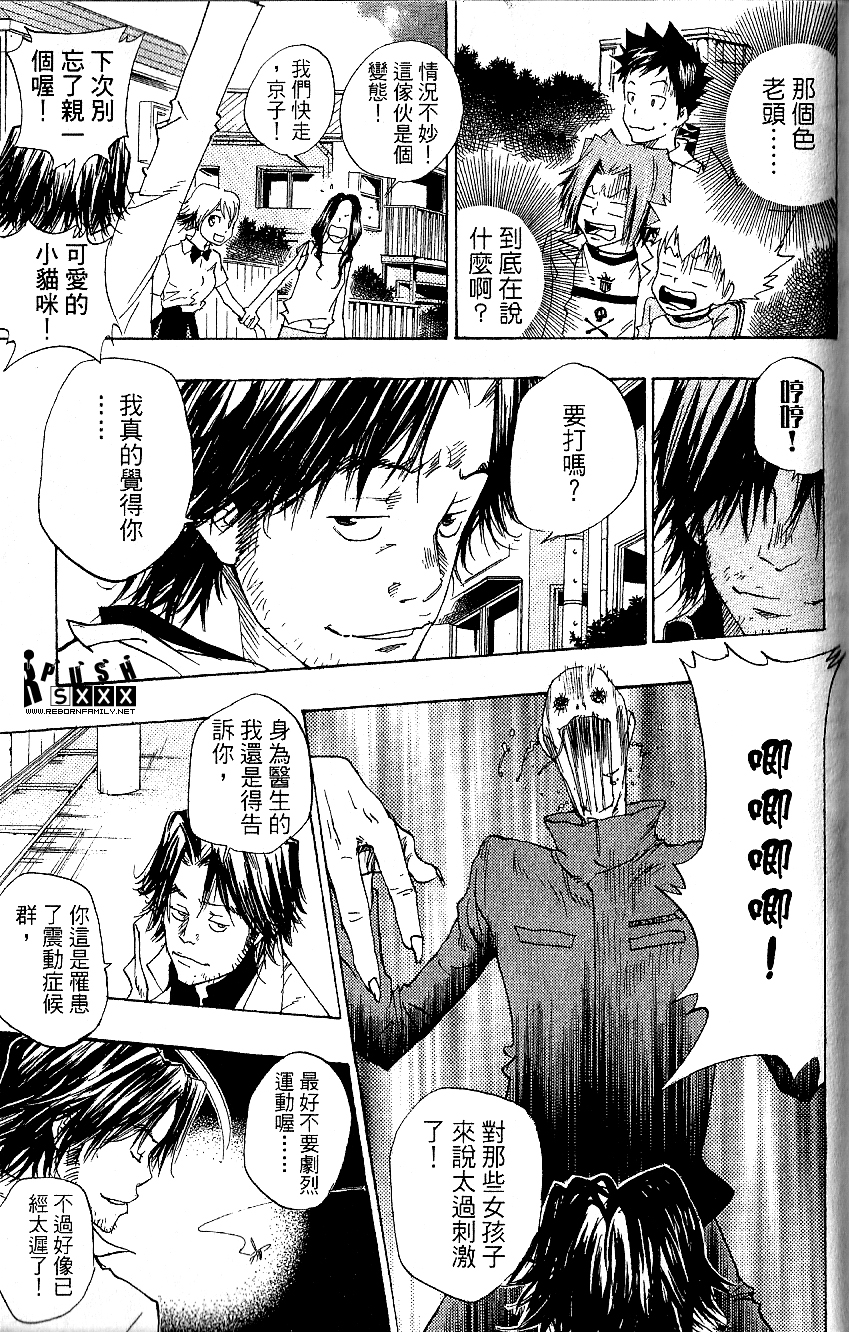 那個色
老頭……
到底在說
什麼啊？
情況不妙！
這傢伙是個
變態！
我們快走
，京子！
下次別
忘了親一
個喔！
可愛的
小貓咪！
哼哼！
要打嗎？
我真的覺得你
……
唧唧唧唧！
對那些女孩子
來說太過刺激
了！
身為醫生的
我還是得告
訴你，
你這是罹患
了震動症候
群，
最好不要劇烈
運動喔……
不過好像已
經太遲了！
PUSH
SXXX
WWW.REBORNFAMILY.NET